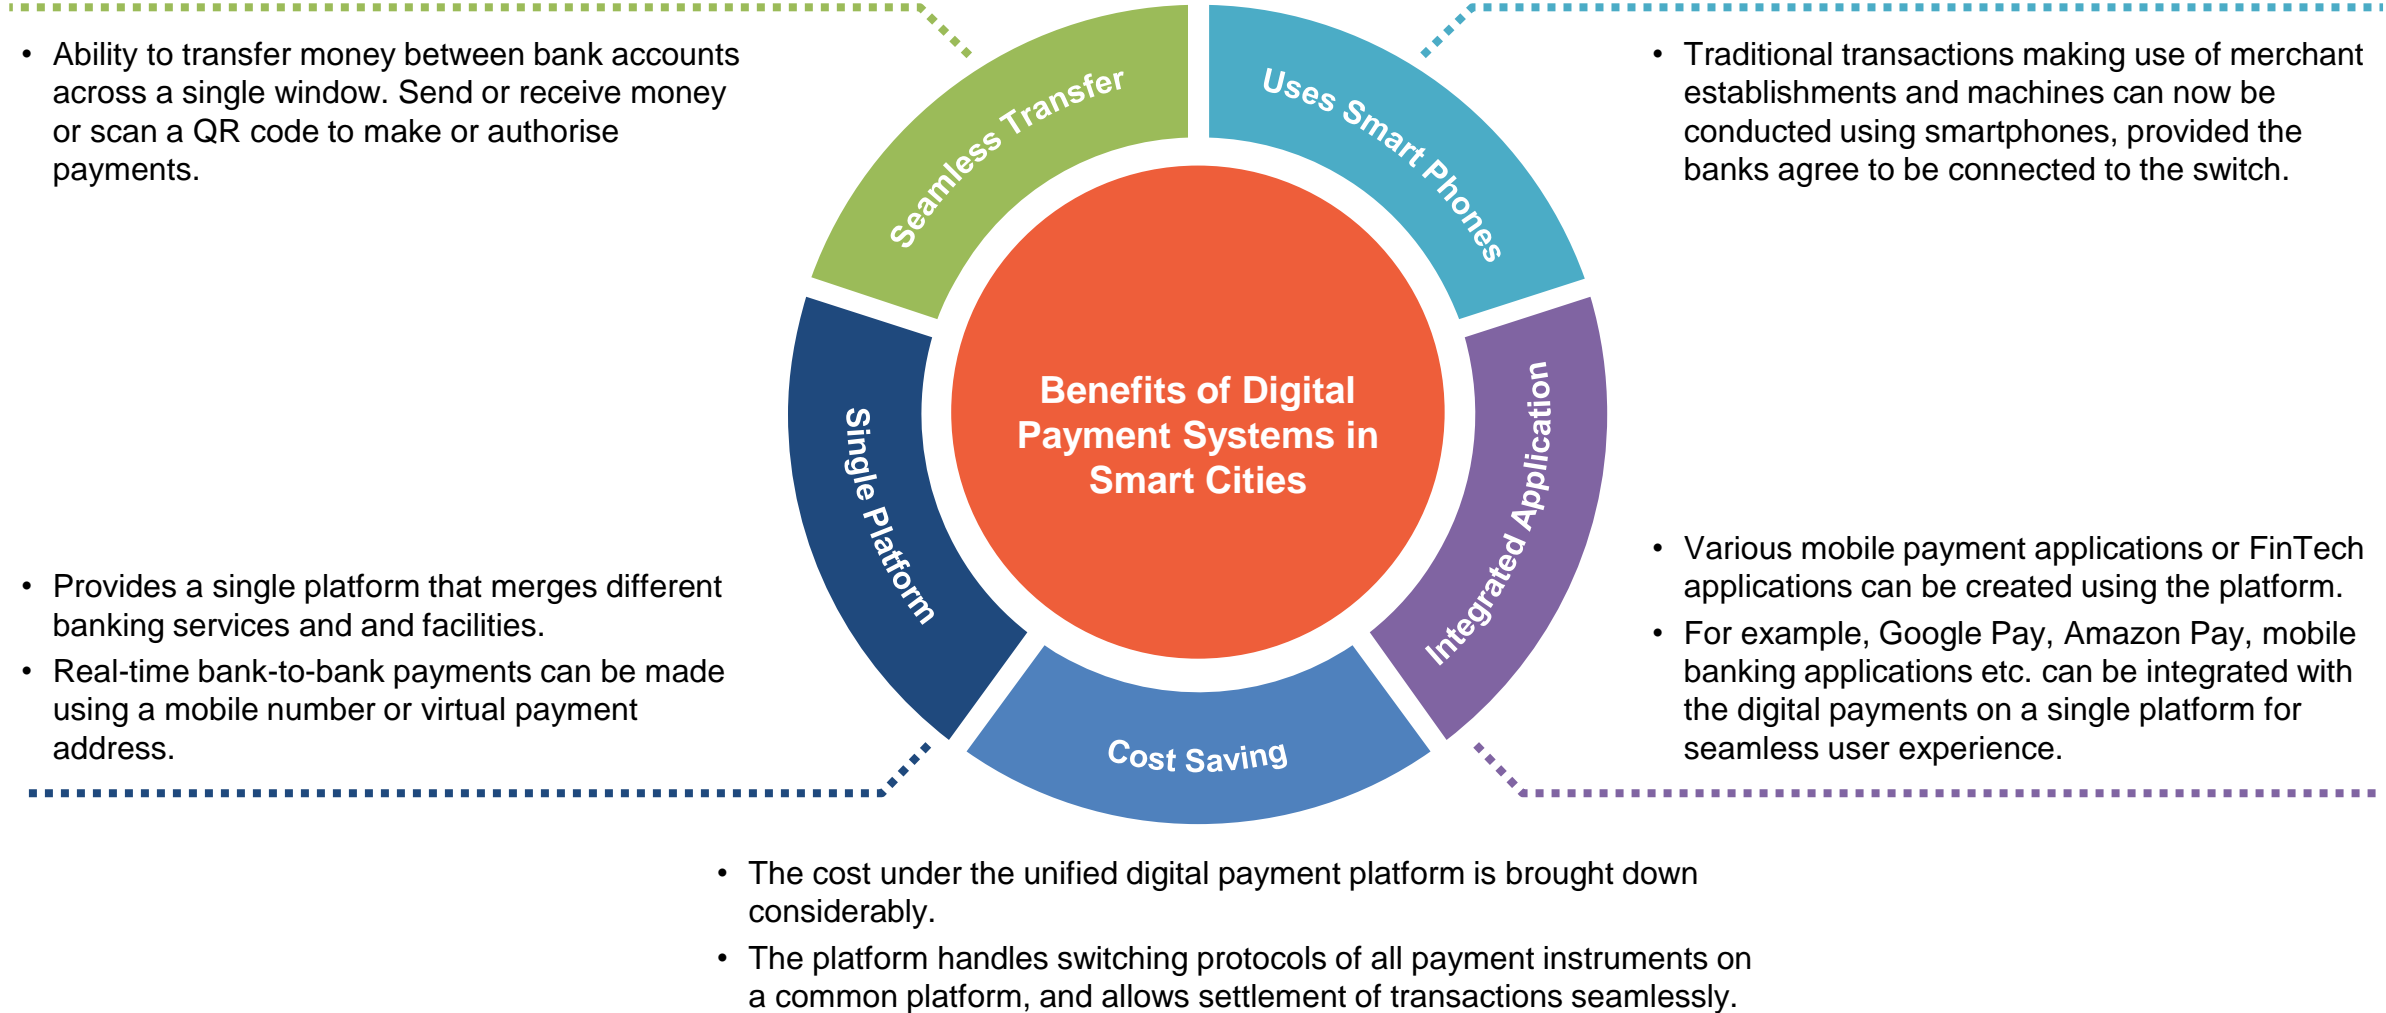 • Ability to transfer money between bank accounts
across a single window. Send or receive money
or scan a QR code to make or authorise
payments.
Seamless Transfer
Uses Smart Phones
• Traditional transactions making use of merchant
establishments and machines can now be
conducted using smartphones, provided the
banks agree to be connected to the switch.
Benefits of Digital
Payment Systems in
Smart Cities
Single Platform
• Provides a single platform that merges different
banking services and and facilities.
• Real-time bank-to-bank payments can be made
using a mobile number or virtual payment
address.
Integrated Application
• Various mobile payment applications or FinTech
applications can be created using the platform.
• For example, Google Pay, Amazon Pay, mobile
banking applications etc. can be integrated with
the digital payments on a single platform for
seamless user experience.
Cost Saving
• The cost under the unified digital payment platform is brought down
considerably.
• The platform handles switching protocols of all payment instruments on
a common platform, and allows settlement of transactions seamlessly.